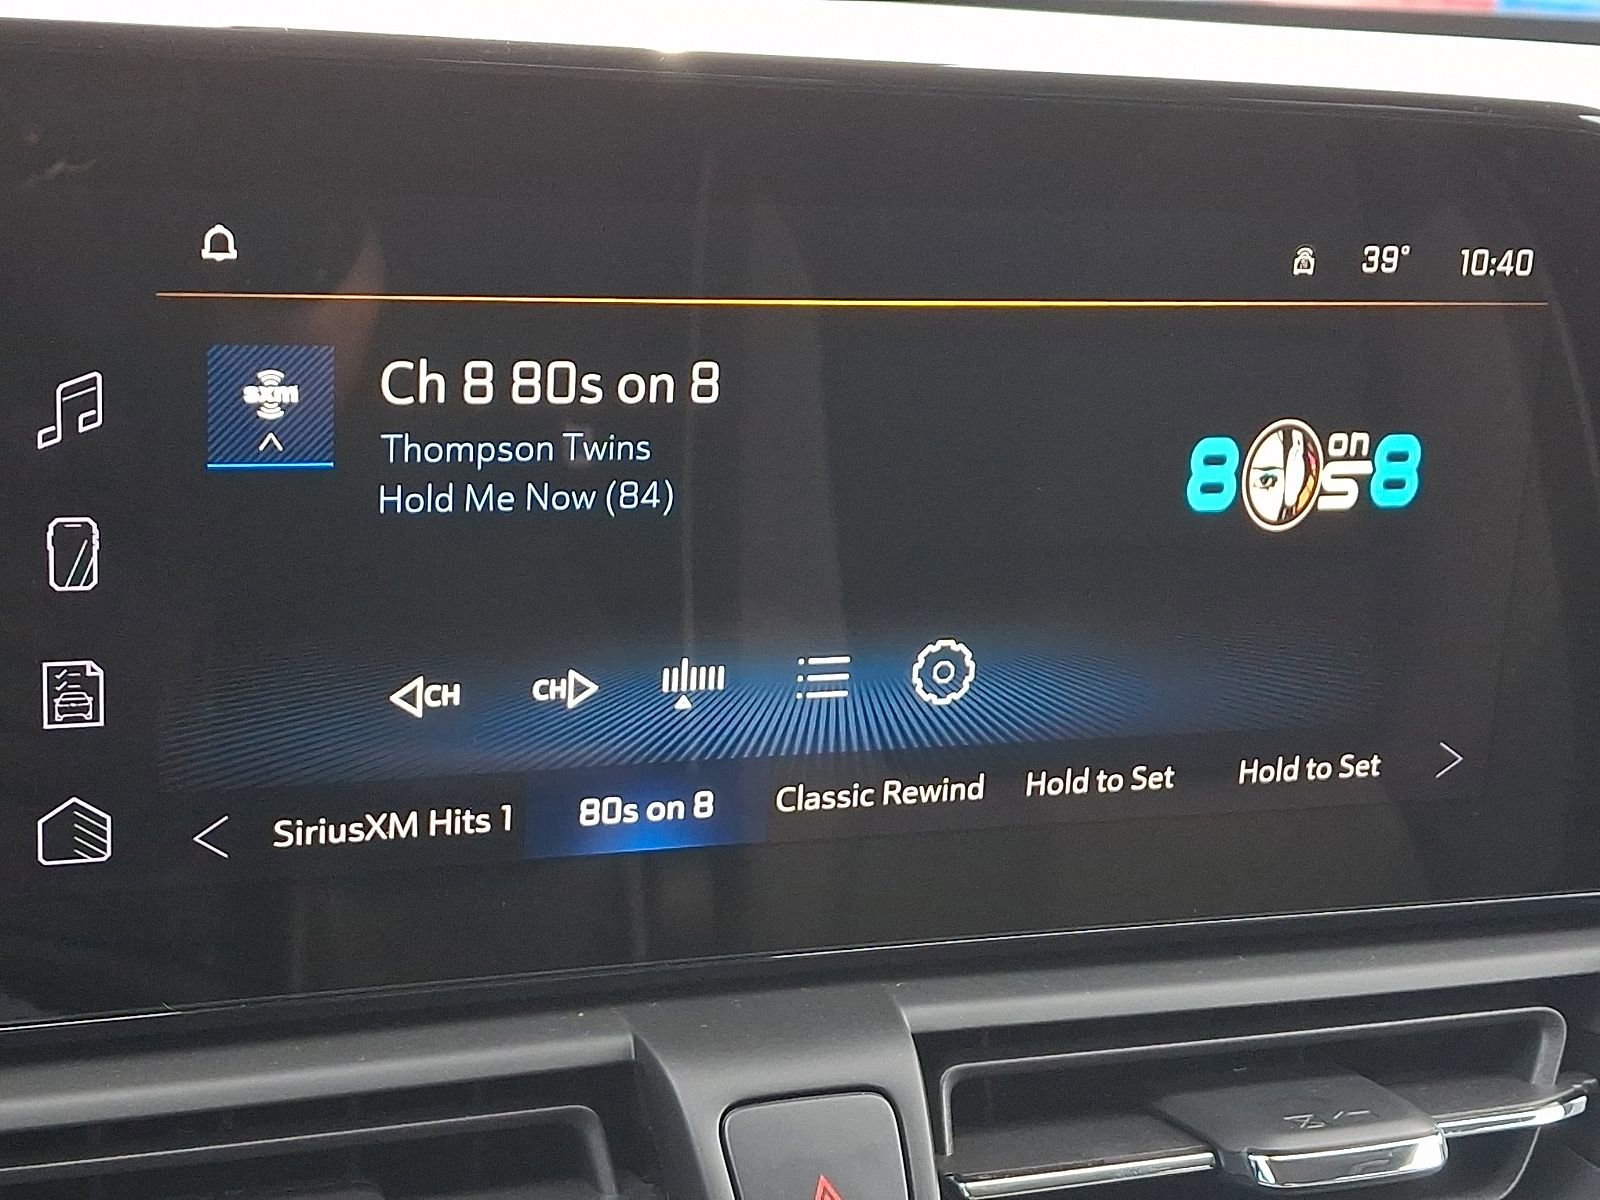 39° 10:40
sxm
Ch 8 80s on 8
Thompson Twins
Hold Me Now (84)
80s on 8
CH CH
SiriusXM Hits 1 80s on 8 Classic Rewind Hold to Set Hold to Set